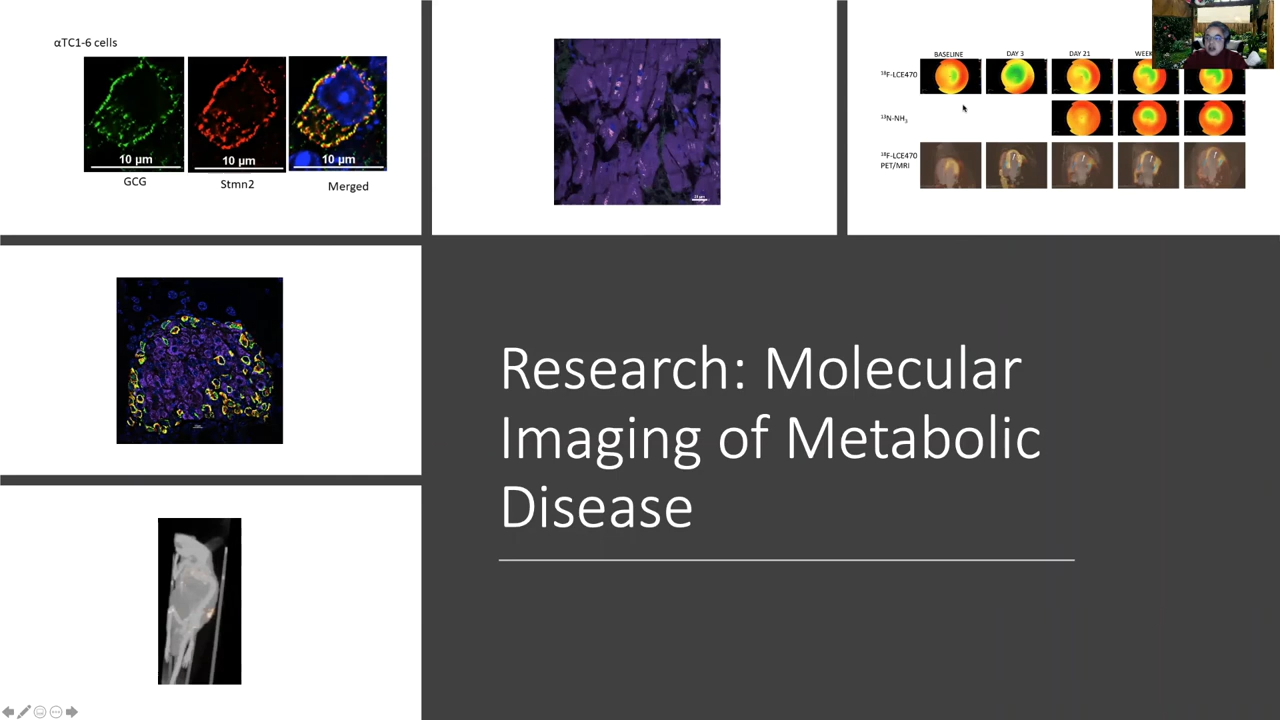 αTC1-6 cells
10 µm
10 µm
10 µm
GCG
Stmn2
Merged
BASELINE
DAY 3
DAY 21
WEEK
¹⁸F-LCE470
¹³N-NH₃
¹⁸F-LCE470
PET/MRI
Research: Molecular
Imaging of Metabolic
Disease